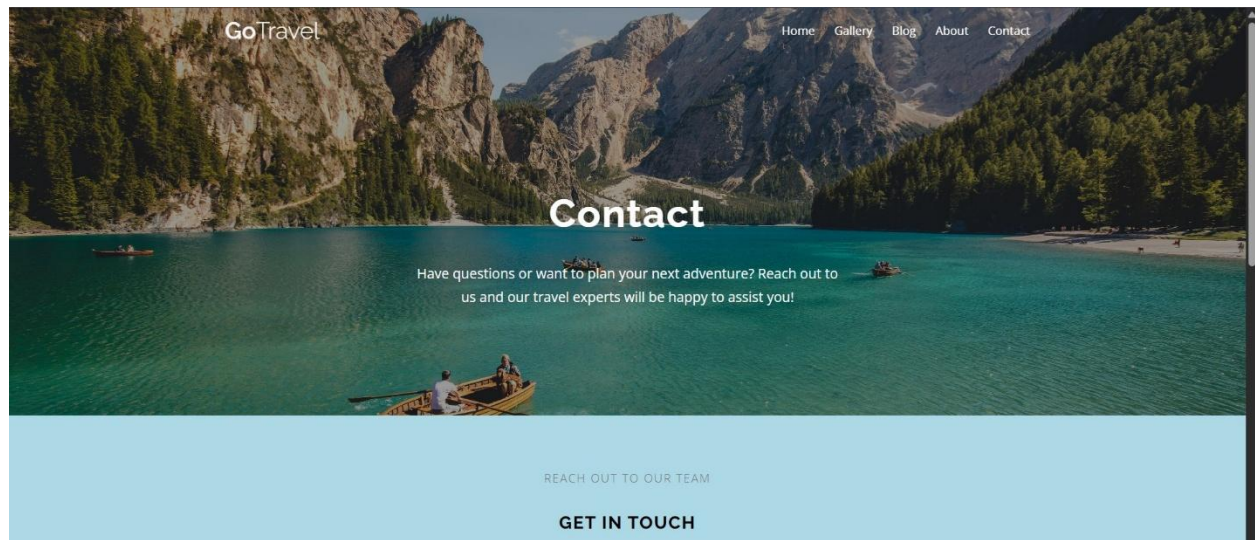 GoTravel
Home Gallery Blog About Contact
Contact
Have questions or want to plan your next adventure? Reach out to
us and our travel experts will be happy to assist you!
REACH OUT TO OUR TEAM
GET IN TOUCH